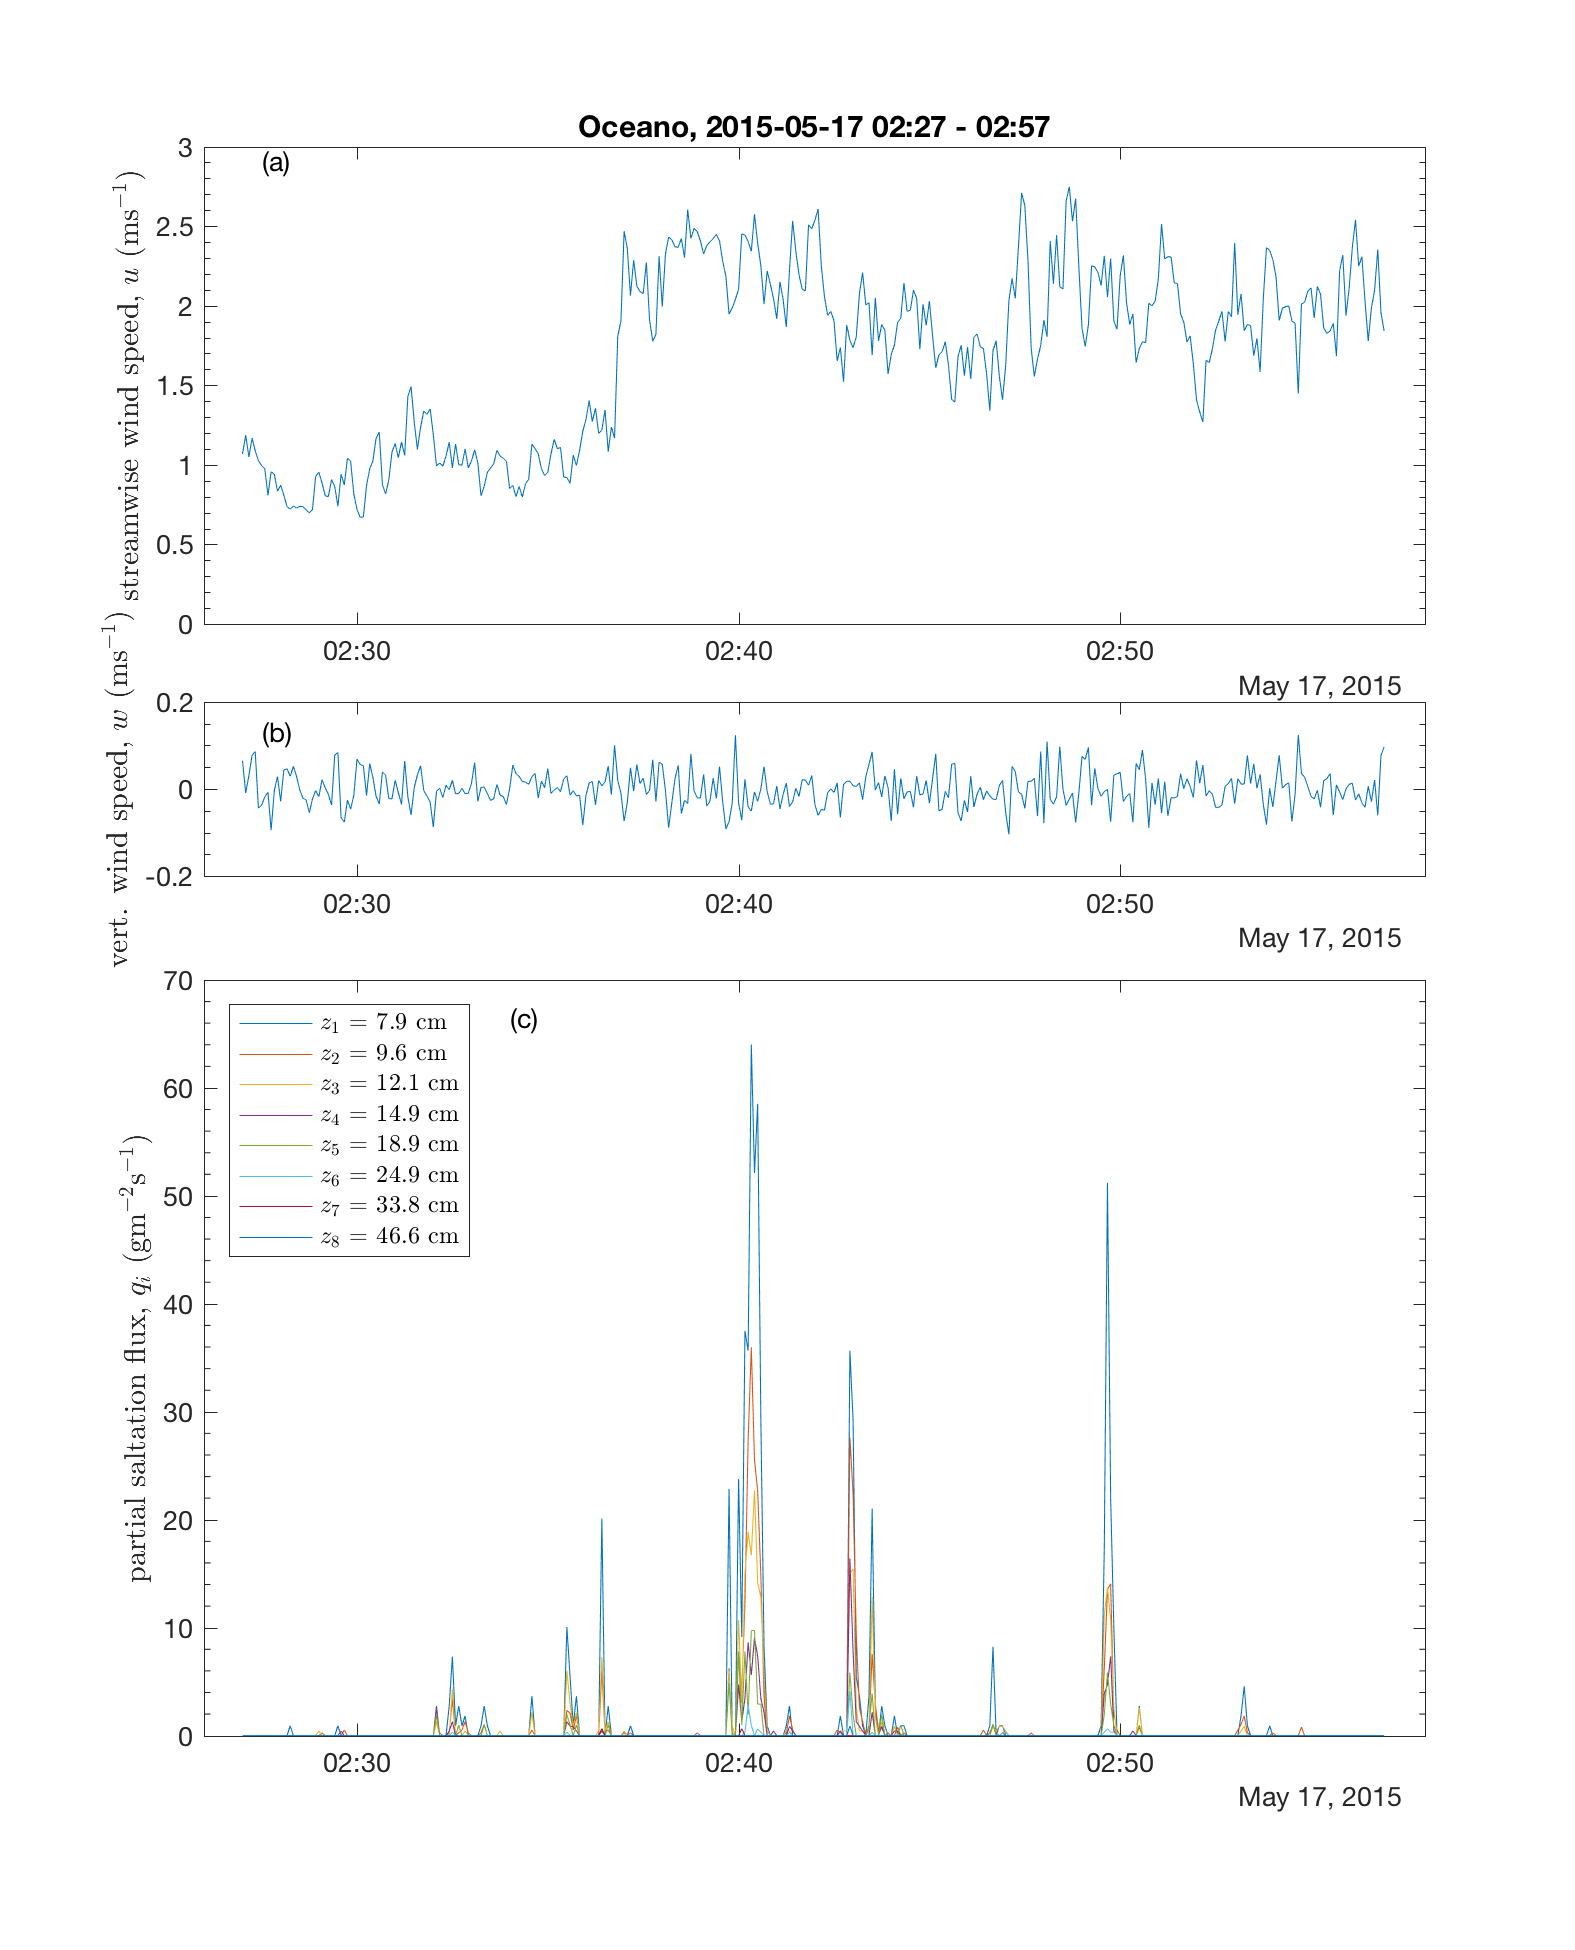 Oceano, 2015-05-17 02:27 - 02:57
(a)
streamwise wind speed, u (ms⁻¹)
3
2.5
2
1.5
1
0.5
0
02:30 02:40 02:50
May 17, 2015
(b)
vert. wind speed, w (ms⁻¹)
0.2
0
-0.2
02:30 02:40 02:50
May 17, 2015
(c)
partial saltation flux, qᵢ (gm⁻²s⁻¹)
70
60
50
40
30
20
10
0
z₁ = 7.9 cm
z₂ = 9.6 cm
z₃ = 12.1 cm
z₄ = 14.9 cm
z₅ = 18.9 cm
z₆ = 24.9 cm
z₇ = 33.8 cm
z₈ = 46.6 cm
02:30 02:40 02:50
May 17, 2015